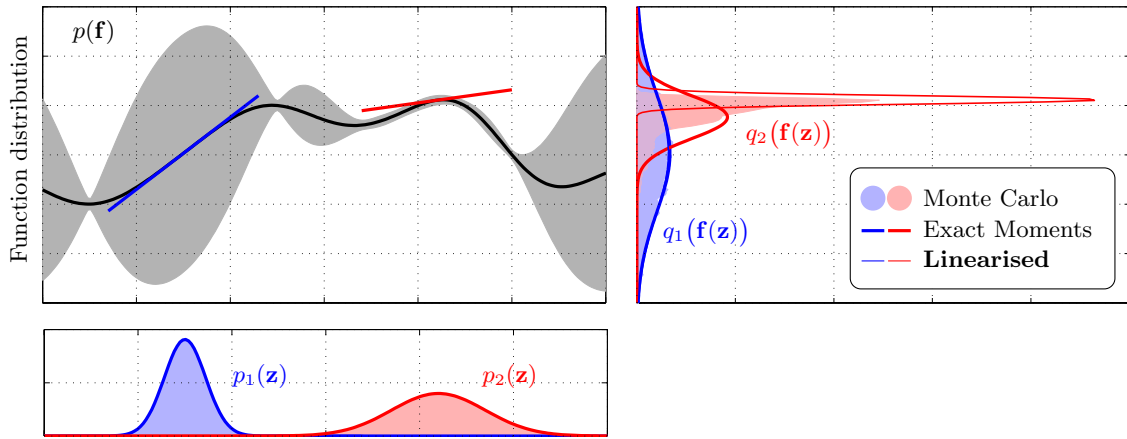 Function distribution
p(f)
q₂(f(z))
q₁(f(z))
Monte Carlo
Exact Moments
Linearised
p₁(z)
p₂(z)